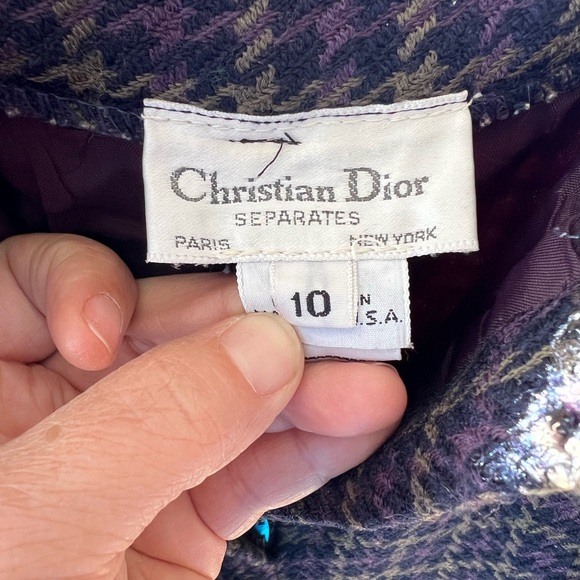 Christian Dior
SEPARATES
PARIS NEW YORK
10
U.S.A.